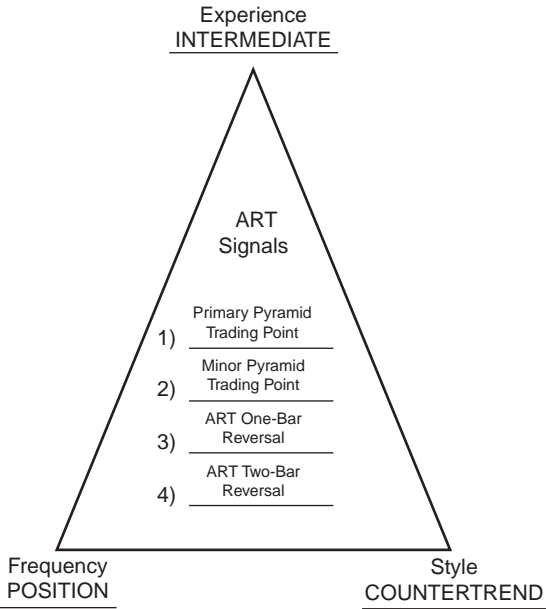 Experience
INTERMEDIATE
ART
Signals
1) Primary Pyramid
Trading Point
2) Minor Pyramid
Trading Point
3) ART One-Bar
Reversal
4) ART Two-Bar
Reversal
Frequency
POSITION
Style
COUNTERTREND